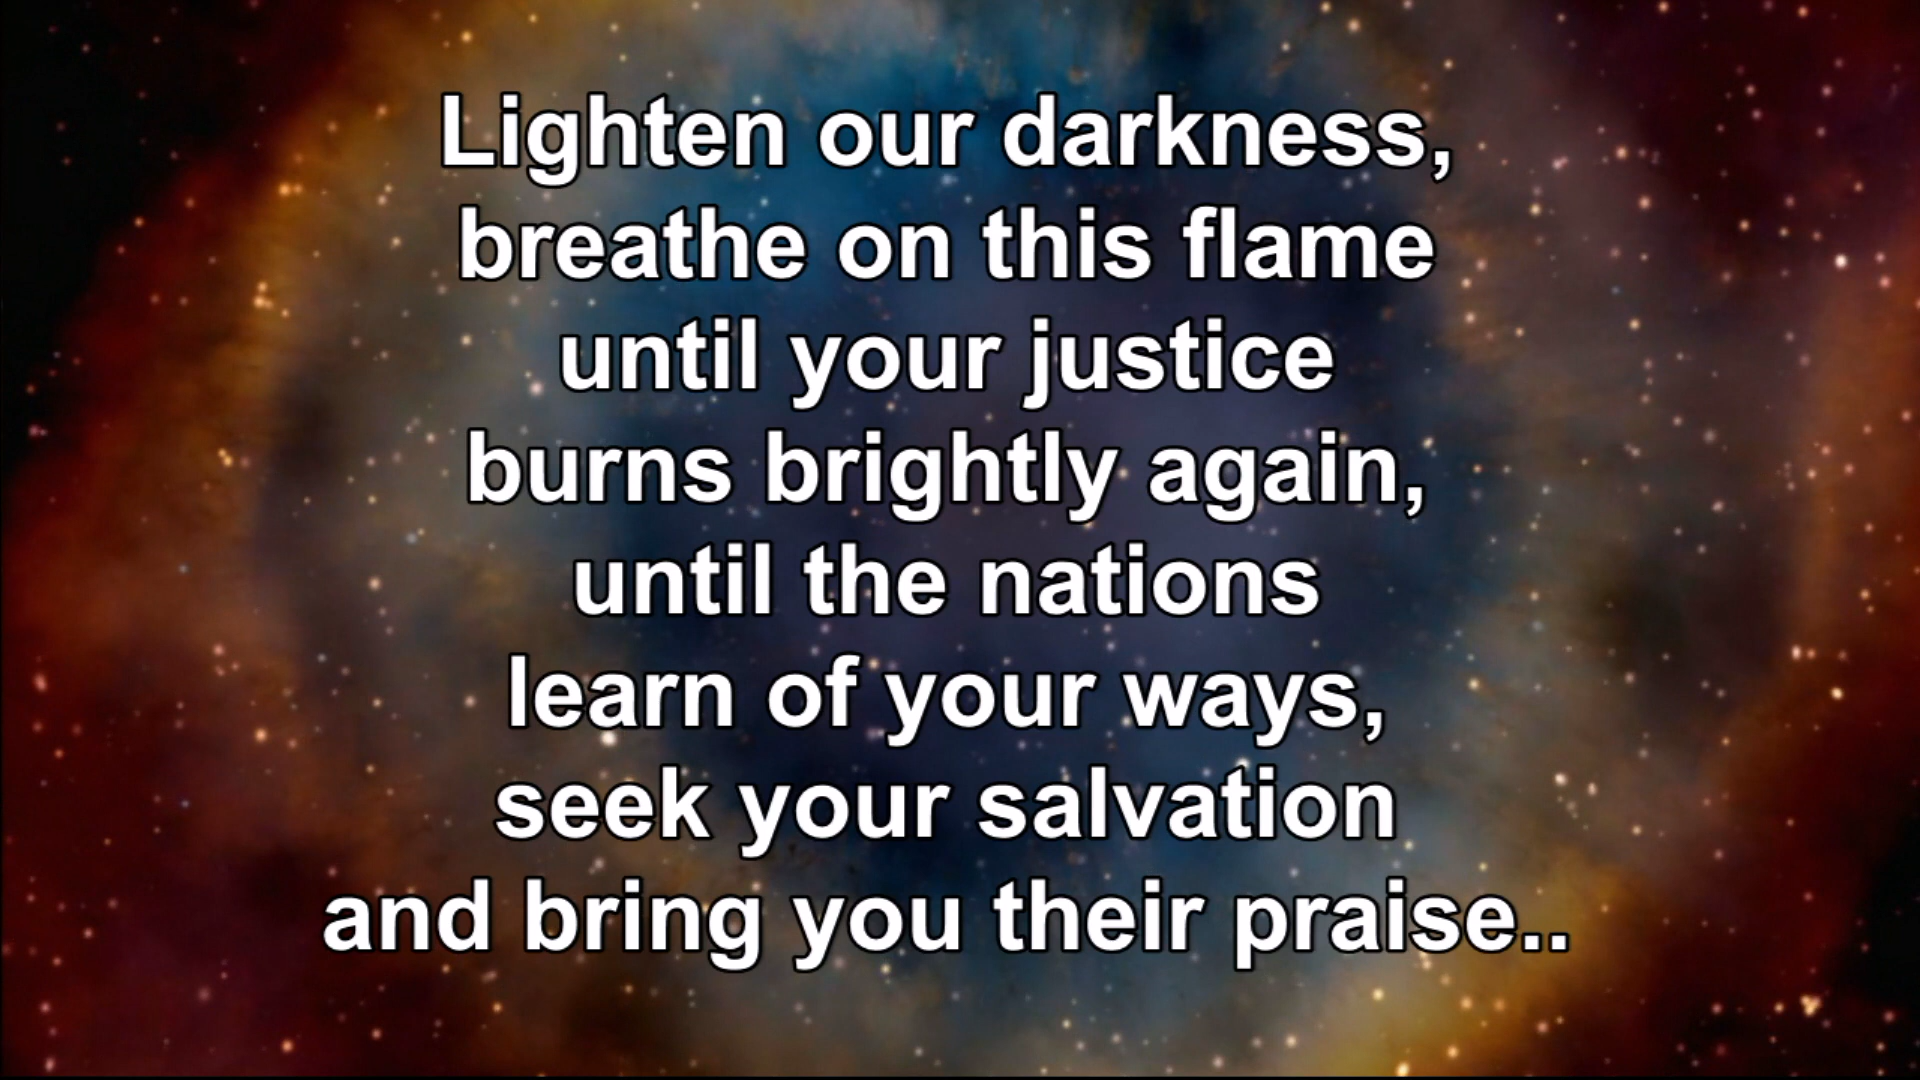 Lighten our darkness,
breathe on this flame
until your justice
burns brightly again,
until the nations
learn of your ways,
seek your salvation
and bring you their praise..